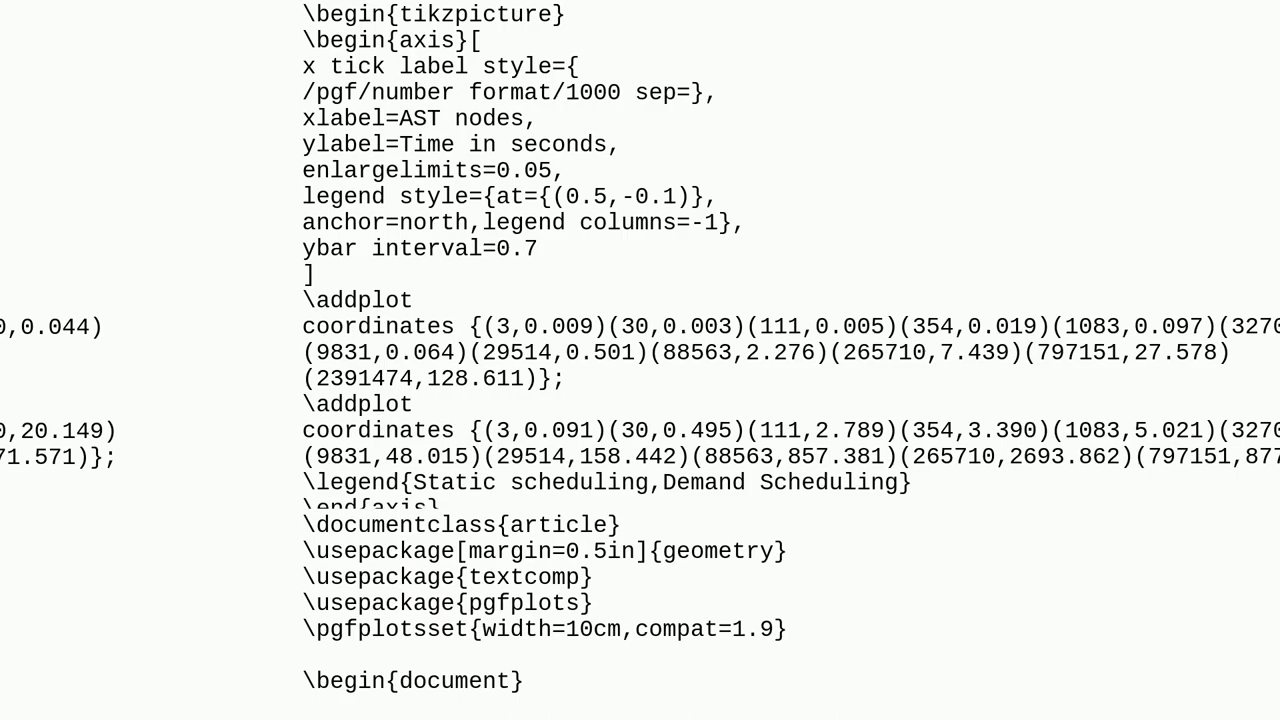 \begin{tikzpicture}
\begin{axis}[
x tick label style={
/pgf/number format/1000 sep=},
xlabel=AST nodes,
ylabel=Time in seconds,
enlargelimits=0.05,
legend style={at={(0.5,-0.1)},
anchor=north,legend columns=-1},
ybar interval=0.7
]
\addplot
0,0.044) coordinates {(3,0.009)(30,0.003)(111,0.005)(354,0.019)(1083,0.097)(3270
(9831,0.064)(29514,0.501)(88563,2.276)(265710,7.439)(797151,27.578)
(2391474,128.611)};
\addplot
0,20.149) coordinates {(3,0.091)(30,0.495)(111,2.789)(354,3.390)(1083,5.021)(3270
71.571)}; (9831,48.015)(29514,158.442)(88563,857.381)(265710,2693.862)(797151,877
\legend{Static scheduling,Demand Scheduling}
\end{axis}
\documentclass{article}
\usepackage[margin=0.5in]{geometry}
\usepackage{textcomp}
\usepackage{pgfplots}
\pgfplotsset{width=10cm,compat=1.9}
\begin{document}